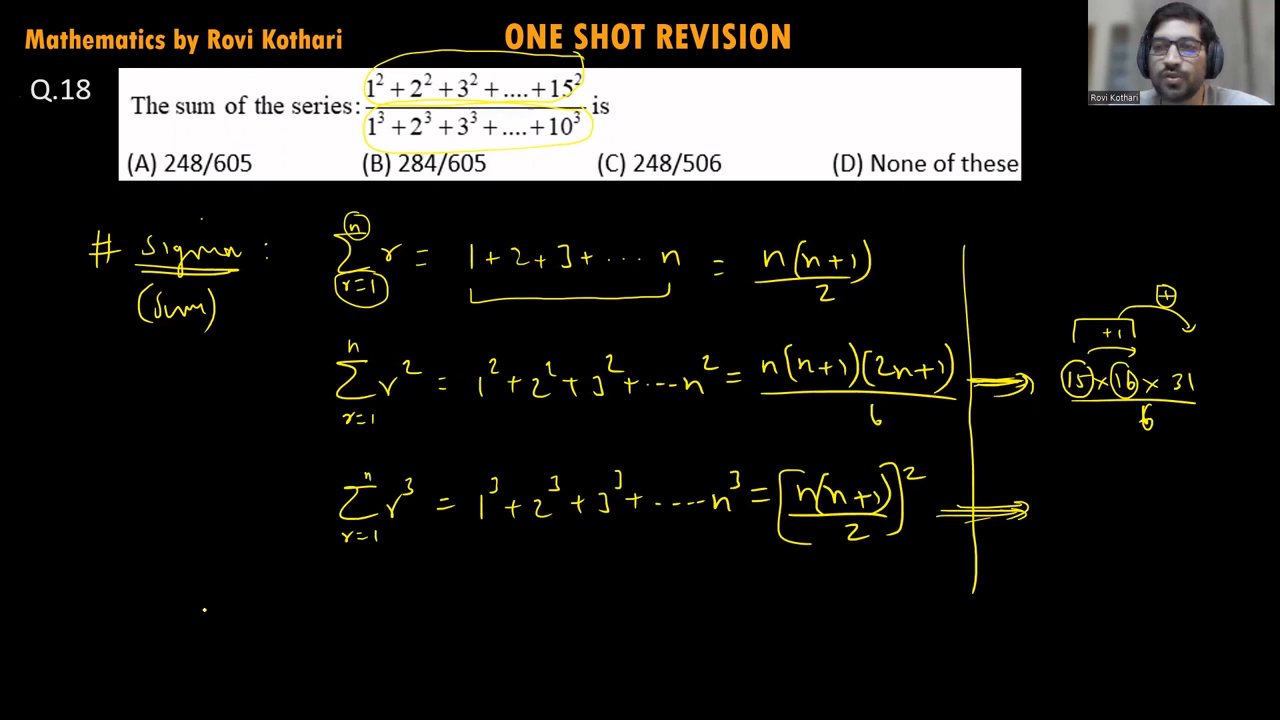 Mathematics by Rovi Kothari
ONE SHOT REVISION
Rovi Kothari
Q.18
The sum of the series: (1² + 2² + 3² + .... + 15²)/(1³ + 2³ + 3³ + .... + 10³) is
(A) 248/605 (B) 284/605 (C) 248/506 (D) None of these
# Sigma : (Sum)
∑_{r=1}^{n} r = 1 + 2 + 3 + ... n = n(n+1)/2
∑_{r=1}^{n} r² = 1² + 2² + 3² + ... n² = n(n+1)(2n+1)/6
+
+1
15 × 16 × 31 / 6
∑_{r=1}^{n} r³ = 1³ + 2³ + 3³ + .... n³ = [n(n+1)/2]²